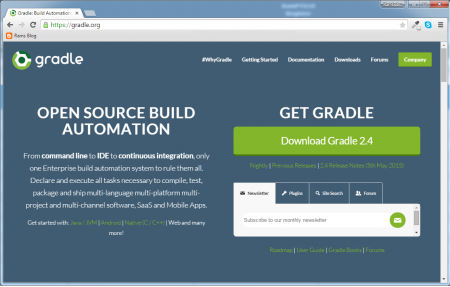 Gradle: Build Automation
https://gradle.org
Rams Blog
gradle
#WhyGradle Getting Started Documentation Downloads Forums Company
OPEN SOURCE BUILD
AUTOMATION
From command line to IDE to continuous integration, only
one Enterprise build automation system to rule them all.
Declare and execute all tasks necessary to compile, test,
package and ship multi-language multi-platform multi-
project and multi-channel software, SaaS and Mobile Apps.
Get started with: Java / JVM | Android | Native (C / C++) | Web and many
more!
GET GRADLE
Download Gradle 2.4
Nightly | Previous Releases | 2.4 Release Notes (5th May 2015)
Newsletter Plugins Site Search Forum
Subscribe to our monthly newsletter
Roadmap | User Guide | Gradle Books | Forums